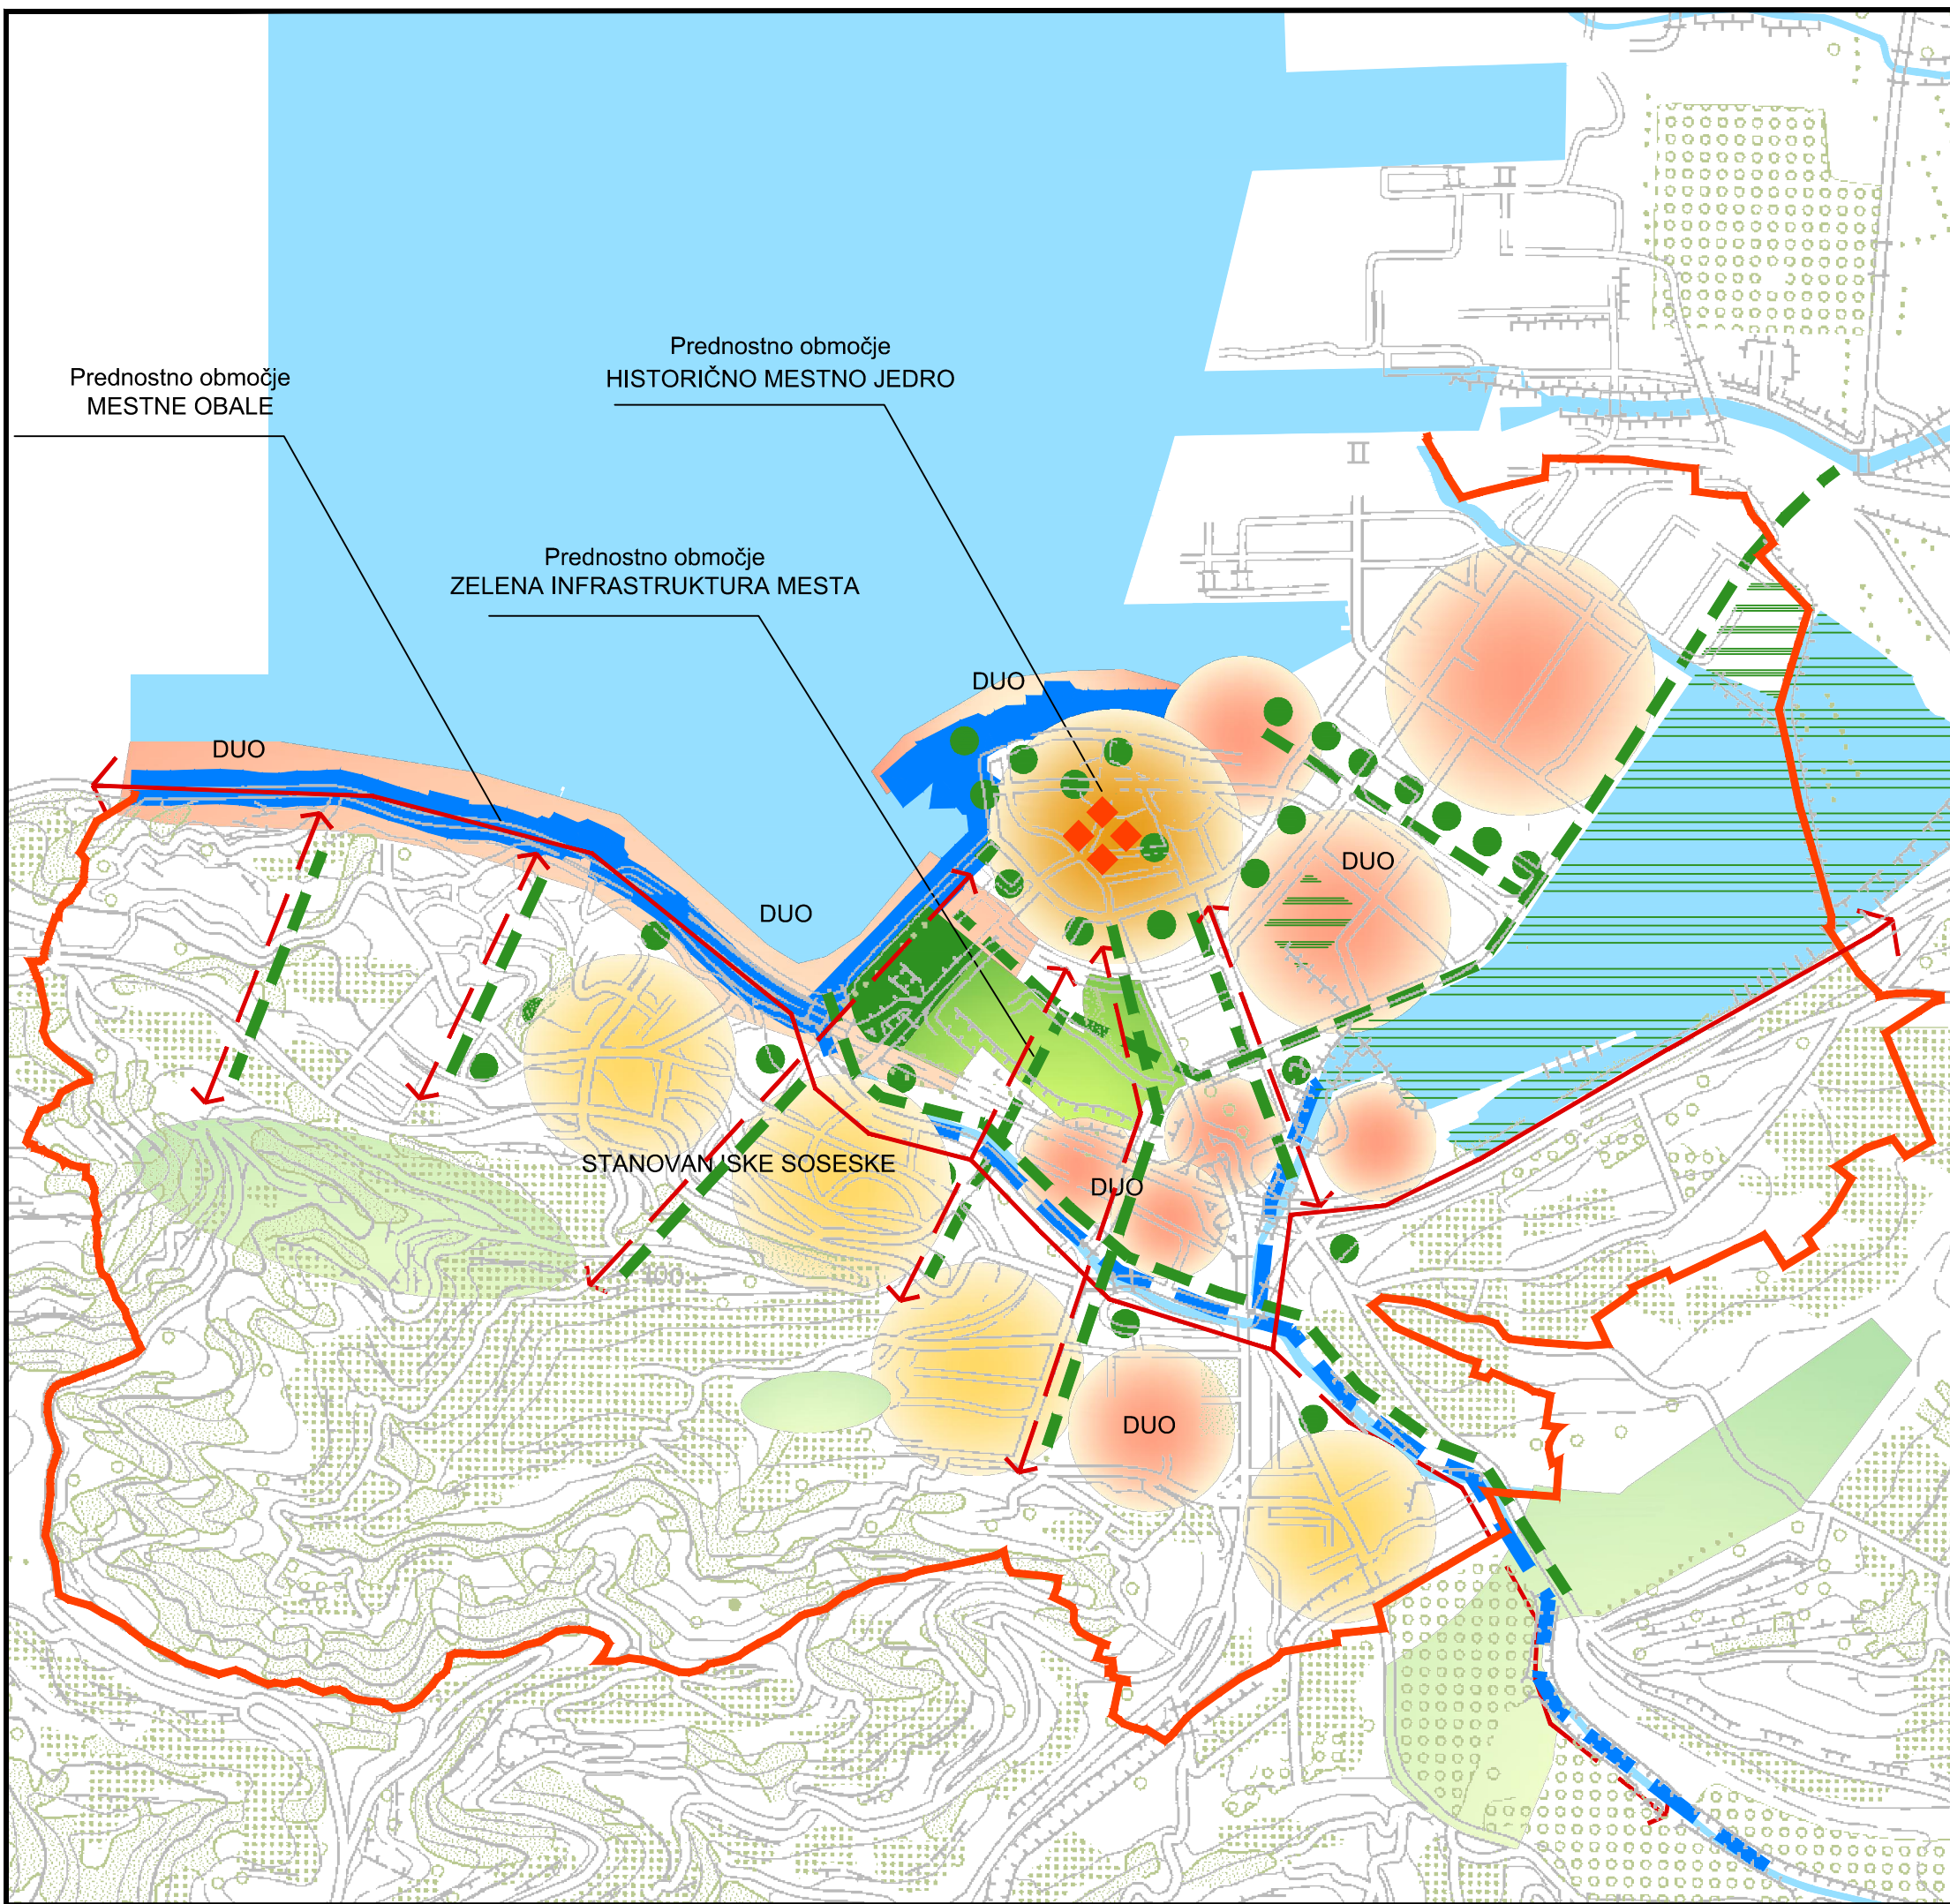 Prednostno območje
HISTORIČNO MESTNO JEDRO
Prednostno območje
MESTNE OBALE
Prednostno območje
ZELENA INFRASTRUKTURA MESTA
DUO
DUO
DUO
DUO
STANOVANJSKE SOSESKE
DUO
DUO